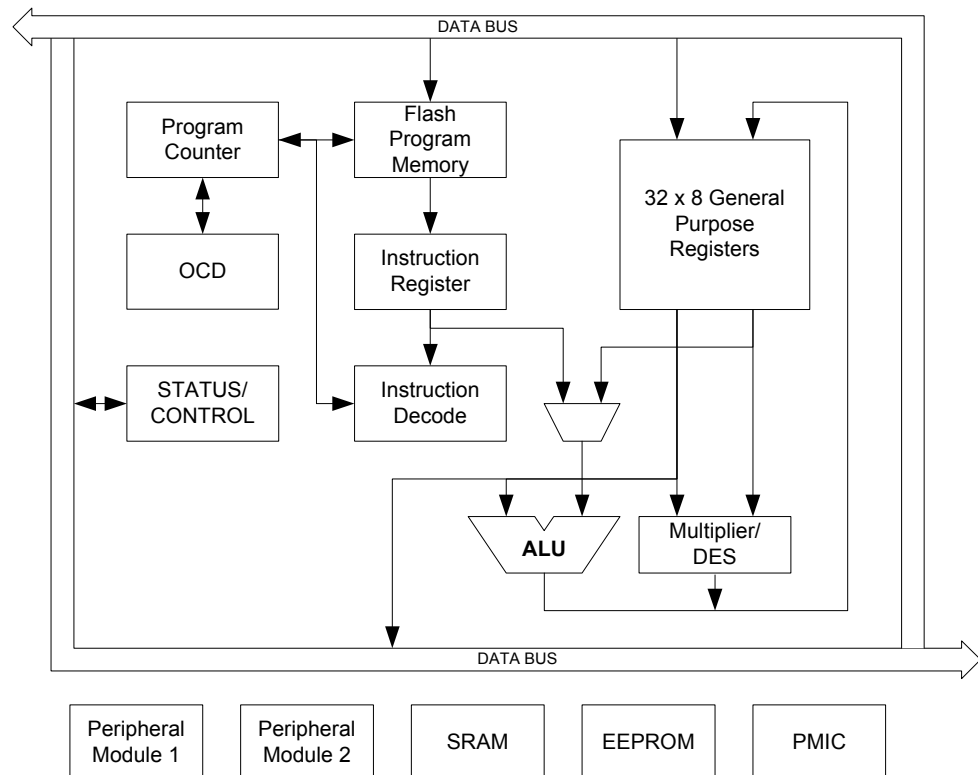 DATA BUS
Program
Counter
Flash
Program
Memory
32 x 8 General
Purpose
Registers
OCD
Instruction
Register
STATUS/
CONTROL
Instruction
Decode
ALU
Multiplier/
DES
DATA BUS
Peripheral
Module 1
Peripheral
Module 2
SRAM
EEPROM
PMIC